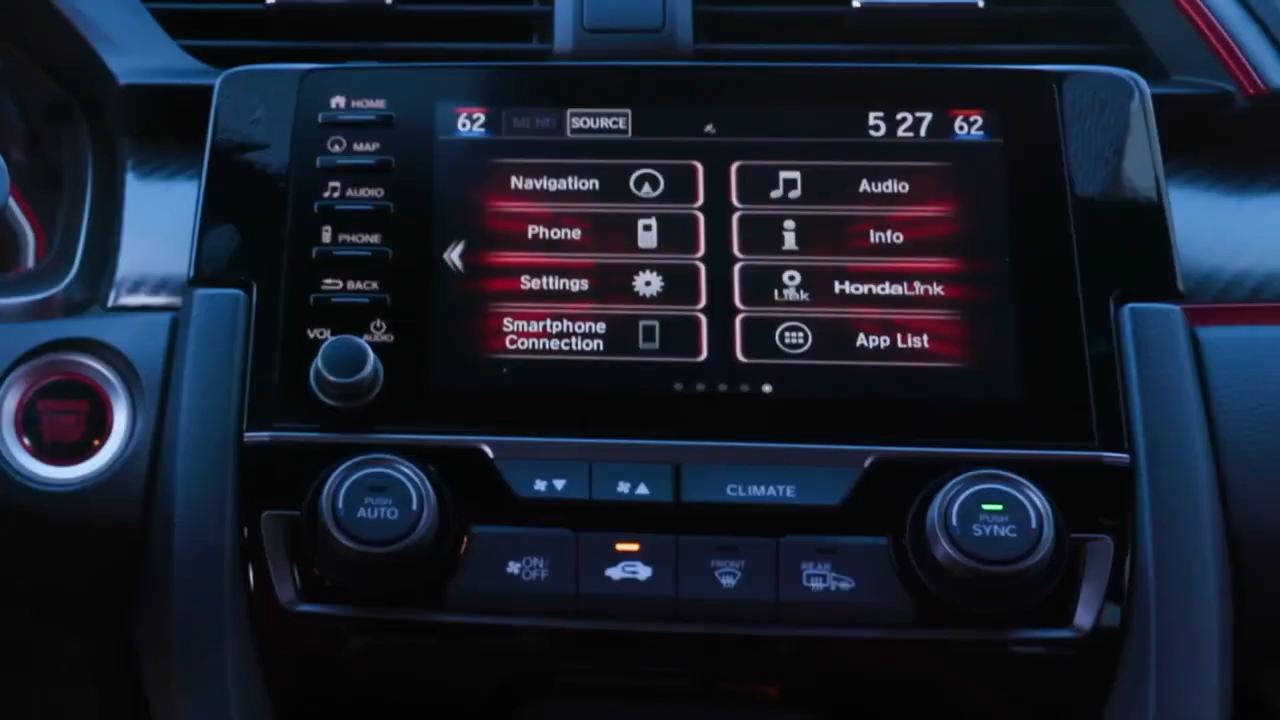 HOME
MAP
AUDIO
PHONE
BACK
VOL
AUDIO
62 MENU SOURCE 5 27 62
Navigation
Audio
Phone
Info
Settings
Link HondaLink
Smartphone
Connection
App List
PUSH
AUTO
CLIMATE
PUSH
SYNC
ON/
OFF
FRONT
REAR